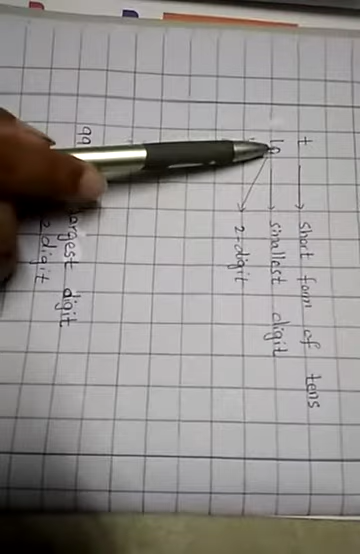 t → short form of tens
10 → smallest digit
→ 2-digit
99 largest digit
2 digit